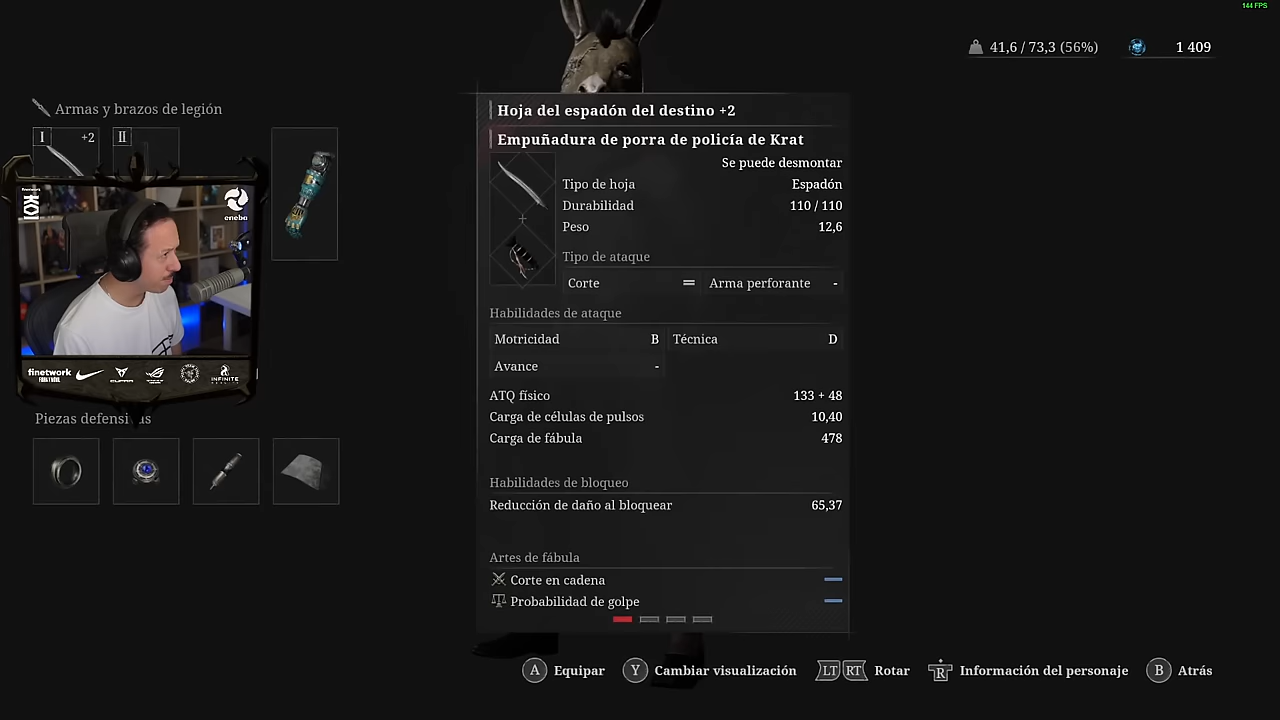 144 FPS
41,6 / 73,3 (56%)
1 409
Armas y brazos de legión
I
+2
II
Hoja del espadón del destino +2
Empuñadura de porra de policía de Krat
Se puede desmontar
Tipo de hoja Espadón
Durabilidad 110 / 110
Peso 12,6
Tipo de ataque
Corte = Arma perforante -
Habilidades de ataque
Motricidad B Técnica D
Avance -
ATQ físico 133 + 48
Carga de células de pulsos 10,40
Carga de fábula 478
Habilidades de bloqueo
Reducción de daño al bloquear 65,37
Artes de fábula
Corte en cadena
Probabilidad de golpe
finetwork
KOI
eneba
finetwork
CUPRA
INFINITE
Piezas defensivas
A Equipar Y Cambiar visualización LT RT Rotar R Información del personaje B Atrás